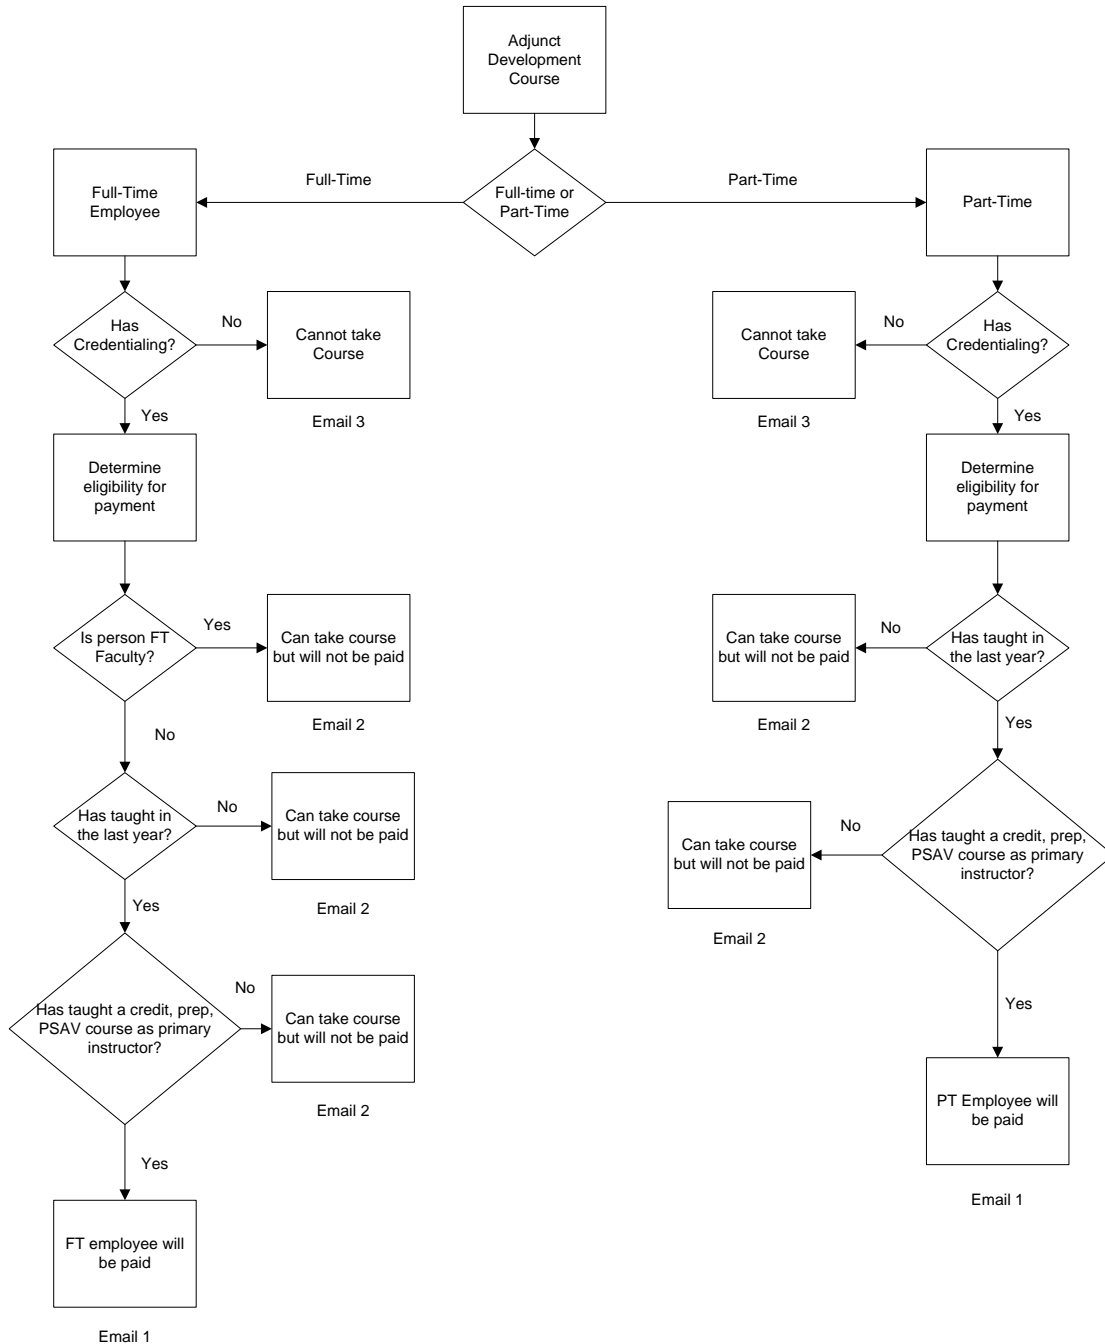 Adjunct
Development
Course
Full-time or
Part-Time
Full-Time
Part-Time
Full-Time
Employee
Part-Time
Has
Credentialing?
No
Cannot take
Course
Email 3
Yes
Cannot take
Course
Email 3
No
Has
Credentialing?
Yes
Determine
eligibility for
payment
Determine
eligibility for
payment
Is person FT
Faculty?
Yes
Can take course
but will not be paid
Email 2
No
Can take course
but will not be paid
Email 2
No
Has taught in
the last year?
Yes
Has taught in
the last year?
No
Can take course
but will not be paid
Email 2
Yes
Can take course
but will not be paid
Email 2
No
Has taught a credit, prep,
PSAV course as primary
instructor?
Yes
Has taught a credit, prep,
PSAV course as primary
instructor?
No
Can take course
but will not be paid
Email 2
Yes
PT Employee will
be paid
Email 1
FT employee will
be paid
Email 1